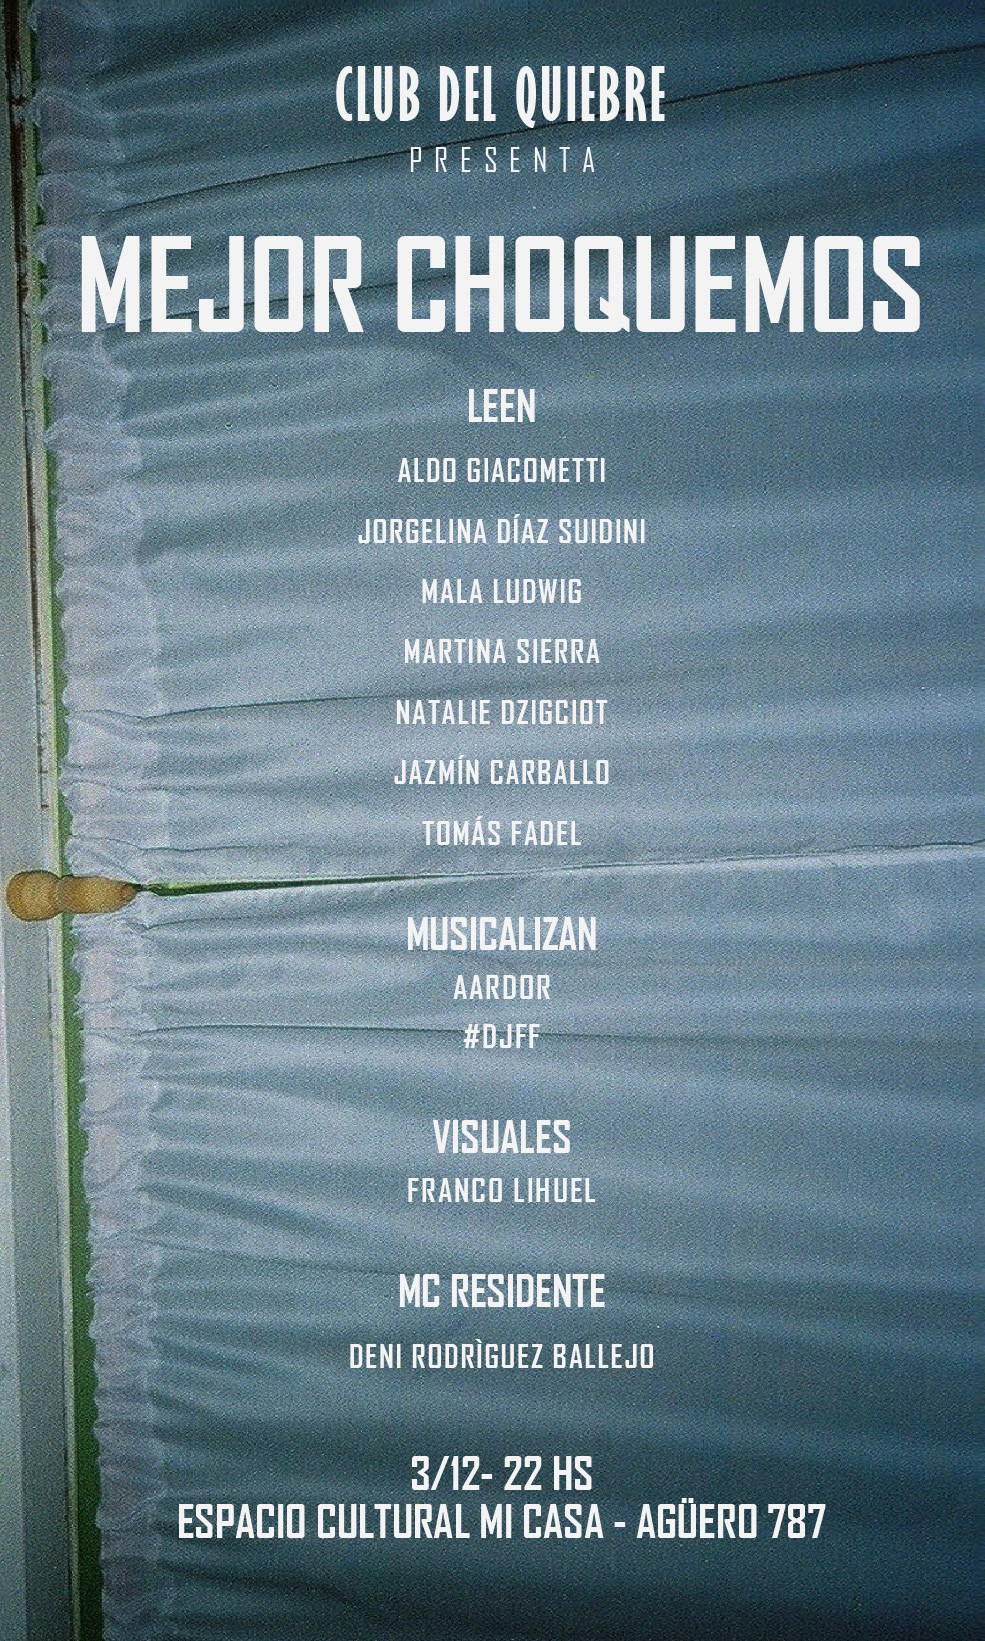 CLUB DEL QUIEBRE
PRESENTA
MEJOR CHOQUEMOS
LEEN
ALDO GIACOMETTI
JORGELINA DÍAZ SUIDINI
MALA LUDWIG
MARTINA SIERRA
NATALIE DZIGCIOT
JAZMÍN CARBALLO
TOMÁS FADEL
MUSICALIZAN
AARDOR
#DJFF
VISUALES
FRANCO LIHUEL
MC RESIDENTE
DENI RODRÌGUEZ BALLEJO
3/12- 22 HS
ESPACIO CULTURAL MI CASA - AGÜERO 787